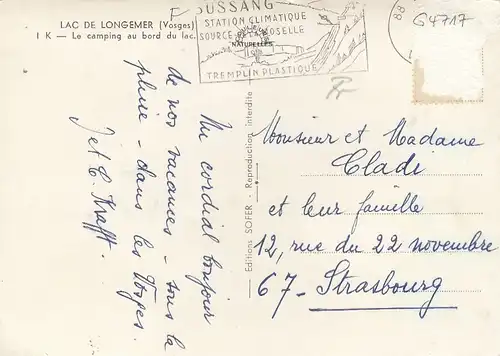 LAC DE LONGEMER (Vosges)
I K — Le camping au bord du lac.
BUSSANG
STATION CLIMATIQUE
SOURCE DE LA MOSELLE
NATURELLES
TREMPLIN PLASTIQUE
88
G4717
Un cordial bonjour
de nos vacances - sous la
pluie - dans les Vosges.
J et C. Krafft.
Editions SOFER - Reproduction interdite
Monsieur et Madame
Cladi
et leur famille
12, rue du 22 novembre
67 - Strasbourg